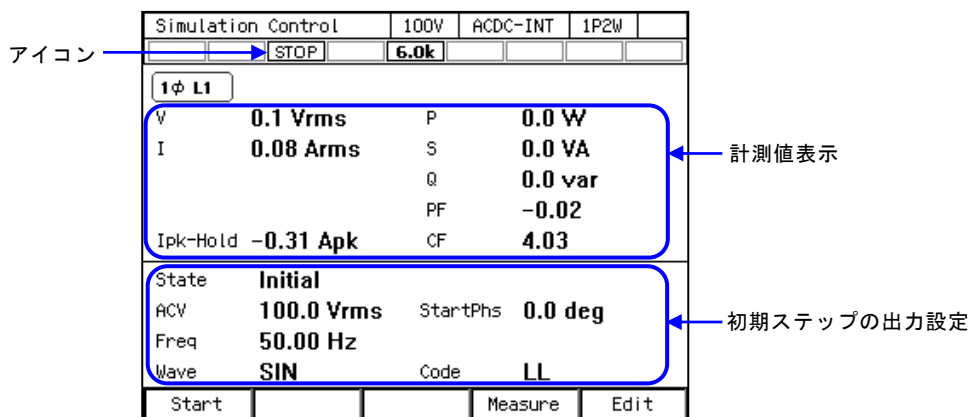 Simulation Control 100V ACDC-INT 1P2W
アイコン STOP 6.0k
1φ L1
V 0.1 Vrms P 0.0 W
I 0.08 Arms S 0.0 VA 計測値表示
Q 0.0 var
PF -0.02
Ipk-Hold -0.31 Apk CF 4.03
State Initial
ACV 100.0 Vrms StartPhs 0.0 deg 初期ステップの出力設定
Freq 50.00 Hz
Wave SIN Code LL
Start Measure Edit